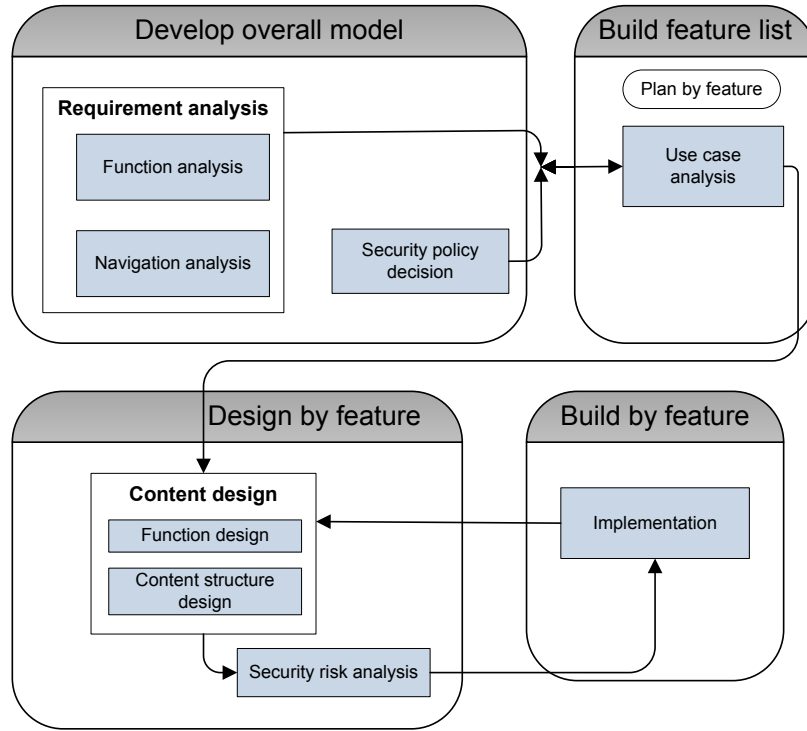 Develop overall model
Requirement analysis
Function analysis
Navigation analysis
Security policy
decision
Build feature list
Plan by feature
Use case
analysis
Design by feature
Content design
Function design
Content structure
design
Security risk analysis
Build by feature
Implementation